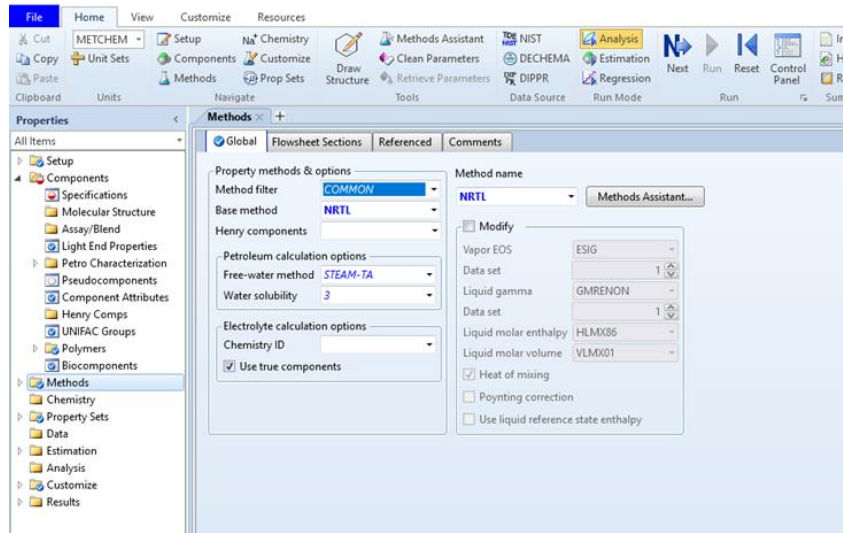 File Home View Customize Resources
Cut METCHEM Setup Na+ Chemistry Methods Assistant NIST Analysis
Copy Unit Sets Components Customize Draw Structure Clean Parameters DECHEMA Estimation Next Run Reset Control Panel
Paste Methods Prop Sets Retrieve Parameters DIPPR Regression
Clipboard Units Navigate Tools Data Source Run Mode Run Sum
Properties
All Items
Setup
Components
Specifications
Molecular Structure
Assay/Blend
Light End Properties
Petro Characterization
Pseudocomponents
Component Attributes
Henry Comps
UNIFAC Groups
Polymers
Biocomponents
Methods
Chemistry
Property Sets
Data
Estimation
Analysis
Customize
Results
Methods × +
Global Flowsheet Sections Referenced Comments
Property methods & options
Method filter COMMON
Base method NRTL
Henry components
Petroleum calculation options
Free-water method STEAM-TA
Water solubility 3
Electrolyte calculation options
Chemistry ID
Use true components
Method name
NRTL Methods Assistant...
Modify
Vapor EOS ESIG
Data set 1
Liquid gamma GMRENON
Data set 1
Liquid molar enthalpy HLMX86
Liquid molar volume VLMX01
Heat of mixing
Poynting correction
Use liquid reference state enthalpy